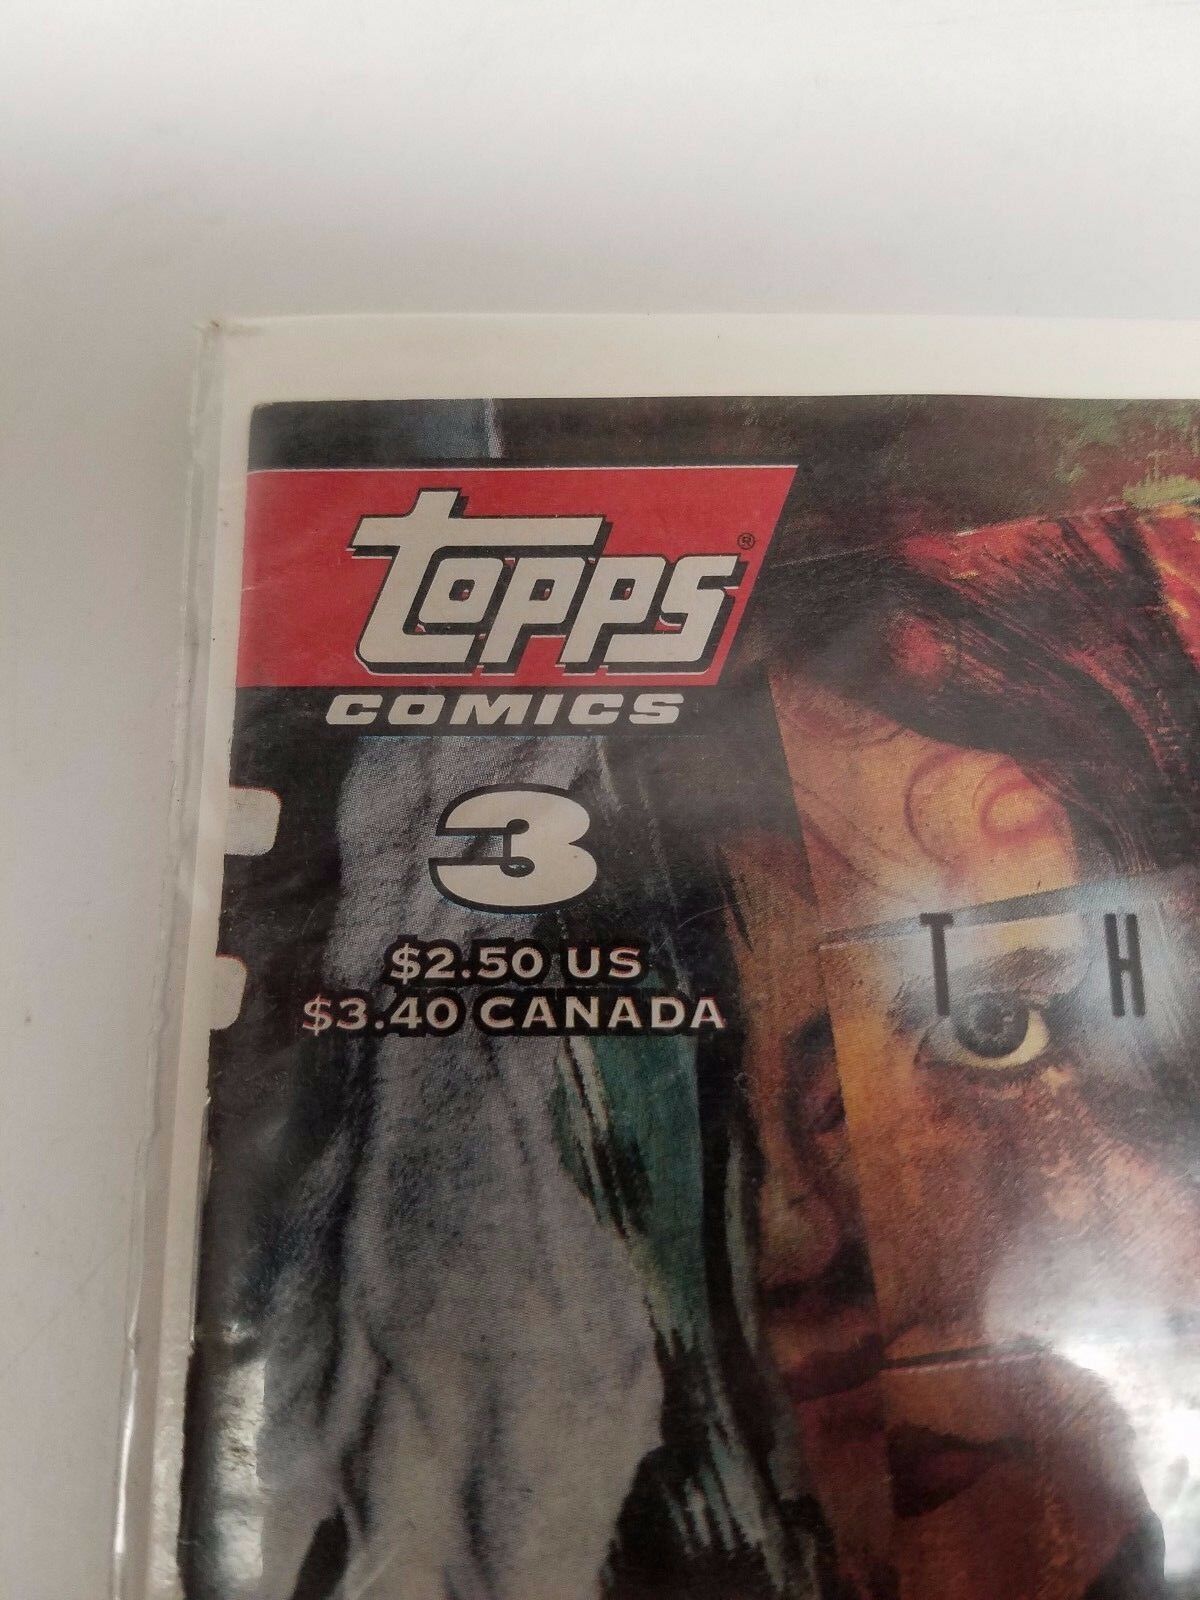 topps®
COMICS
3
$2.50 US
$3.40 CANADA
T H